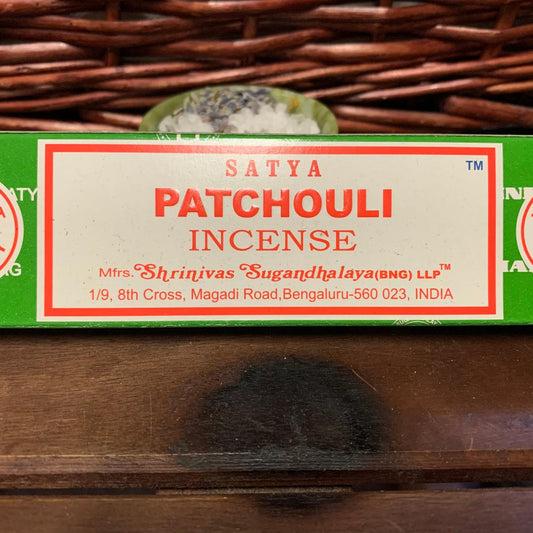 SATYA
TM
PATCHOULI
INCENSE
Mfrs. Shrinivas Sugandhalaya (BNG) LLP™
1/9, 8th Cross, Magadi Road,Bengaluru-560 023, INDIA